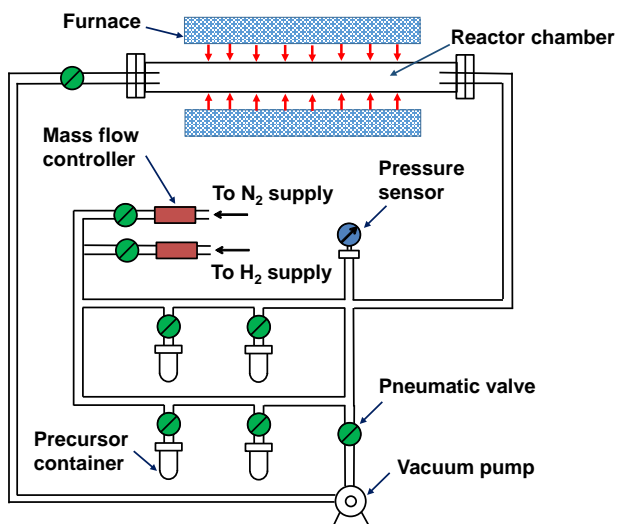 Furnace
Reactor chamber
Mass flow
controller
To N₂ supply
Pressure
sensor
To H₂ supply
Pneumatic valve
Precursor
container
Vacuum pump